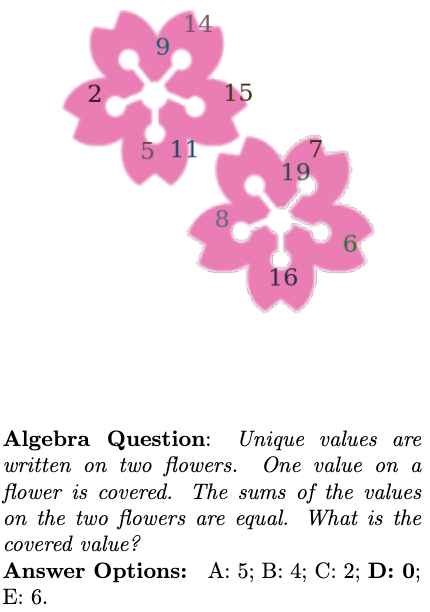 14
9
2
15
5 11
7
19
8
6
16
Algebra Question: Unique values are
written on two flowers. One value on a
flower is covered. The sums of the values
on the two flowers are equal. What is the
covered value?
Answer Options: A: 5; B: 4; C: 2; D: 0;
E: 6.